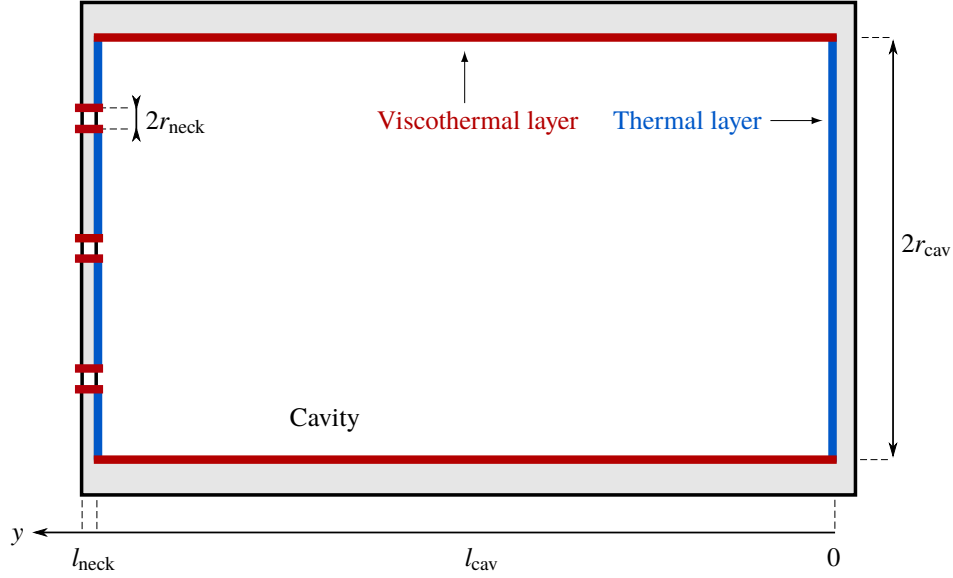 2r_neck
Viscothermal layer
Thermal layer
2r_cav
Cavity
y
l_neck
l_cav
0